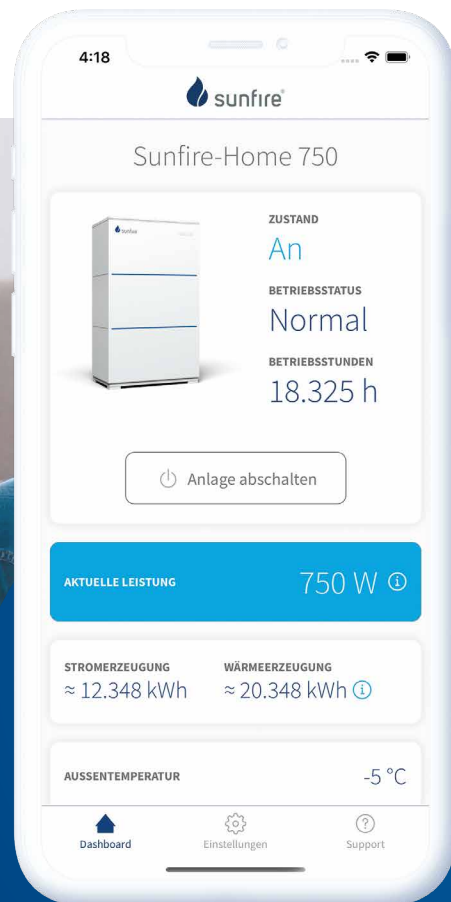 4:18
sunfire®
Sunfire-Home 750
sunfire
ZUSTAND
An
BETRIEBSSTATUS
Normal
BETRIEBSSTUNDEN
18.325 h
Anlage abschalten
AKTUELLE LEISTUNG
750 W
STROMERZEUGUNG
≈ 12.348 kWh
WÄRMEERZEUGUNG
≈ 20.348 kWh
AUSSENTEMPERATUR
-5 °C
Dashboard
Einstellungen
Support